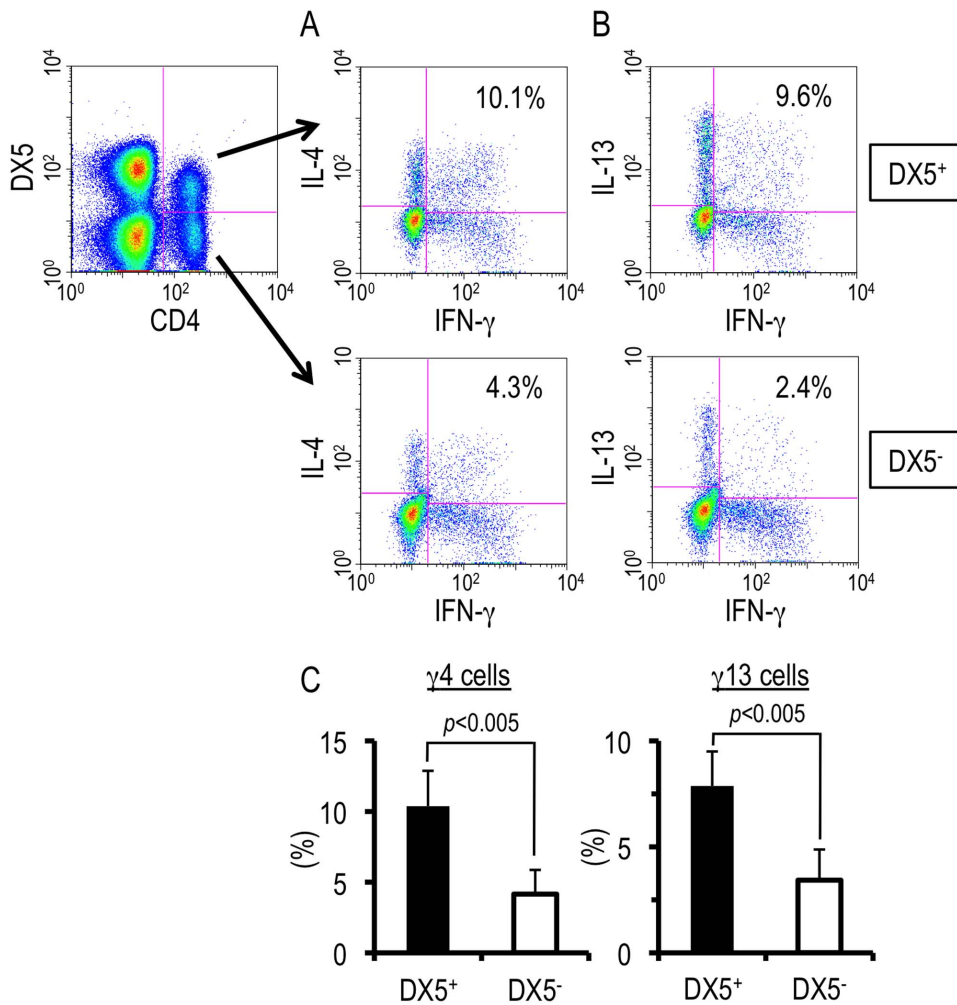 A
B
10⁴
10²
10⁰
DX5
10⁰ 10² 10⁴
CD4
10⁴
10²
10⁰
IL-4
10.1%
10⁰ 10² 10⁴
IFN-γ
10⁴
10²
10⁰
IL-13
9.6%
10⁰ 10² 10⁴
IFN-γ
DX5⁺
10
10²
10⁰
IL-4
4.3%
10⁰ 10² 10⁴
IFN-γ
10
10²
10⁰
IL-13
2.4%
10⁰ 10² 10⁴
IFN-γ
DX5⁻
C
γ4 cells
p<0.005
15
10
5
0
(%)
DX5⁺ DX5⁻
γ13 cells
p<0.005
10
5
0
(%)
DX5⁺ DX5⁻